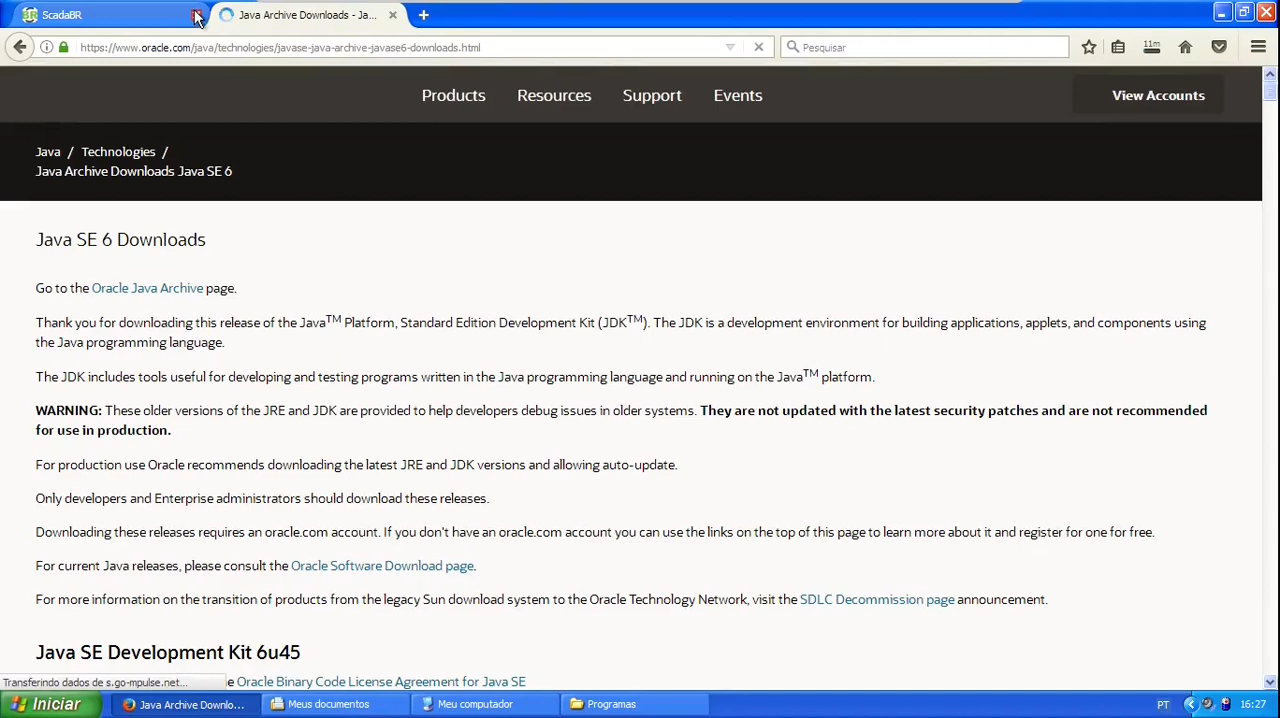 ScadaBR
Java Archive Downloads - Ja...
https://www.oracle.com/java/technologies/javase-java-archive-javase6-downloads.html
Pesquisar
11m
Products Resources Support Events
View Accounts
Java / Technologies /
Java Archive Downloads Java SE 6
Java SE 6 Downloads
Go to the Oracle Java Archive page.
Thank you for downloading this release of the Java™ Platform, Standard Edition Development Kit (JDK™). The JDK is a development environment for building applications, applets, and components using
the Java programming language.
The JDK includes tools useful for developing and testing programs written in the Java programming language and running on the Java™ platform.
WARNING: These older versions of the JRE and JDK are provided to help developers debug issues in older systems. They are not updated with the latest security patches and are not recommended
for use in production.
For production use Oracle recommends downloading the latest JRE and JDK versions and allowing auto-update.
Only developers and Enterprise administrators should download these releases.
Downloading these releases requires an oracle.com account. If you don't have an oracle.com account you can use the links on the top of this page to learn more about it and register for one for free.
For current Java releases, please consult the Oracle Software Download page.
For more information on the transition of products from the legacy Sun download system to the Oracle Technology Network, visit the SDLC Decommission page announcement.
Java SE Development Kit 6u45
Transferindo dados de s.go-mpulse.net...
e Oracle Binary Code License Agreement for Java SE
Iniciar
Java Archive Downlo...
Meus documentos
Meu computador
Programas
PT
16:27